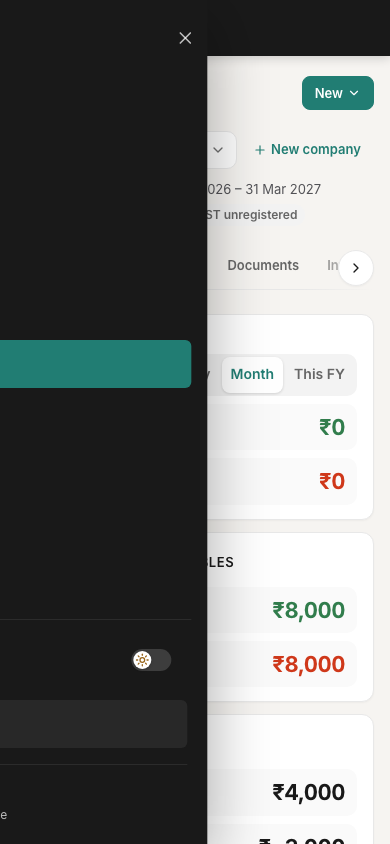 New
+ New company
026 – 31 Mar 2027
ST unregistered
Documents
In
Month
This FY
₹0
₹0
BLES
₹8,000
₹8,000
₹4,000
e